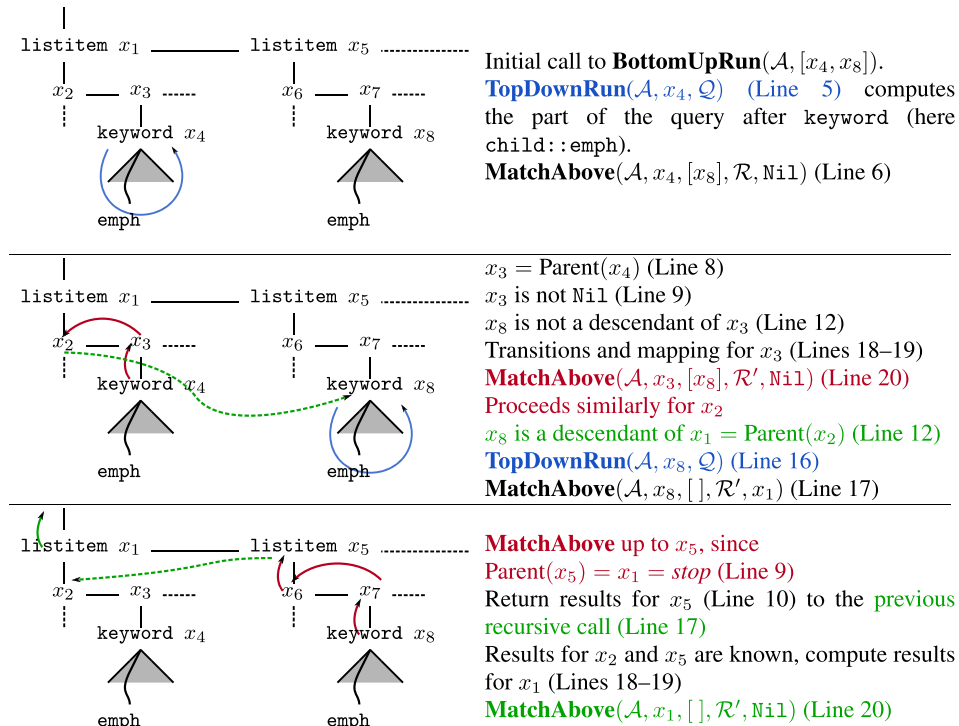 listitem x1 listitem x5
x2 x3 x6 x7
keyword x4 keyword x8
emph emph
Initial call to BottomUpRun(𝒜, [x4, x8]).
TopDownRun(𝒜, x4, 𝒬) (Line 5) computes
the part of the query after keyword (here
child::emph).
MatchAbove(𝒜, x4, [x8], ℛ, Nil) (Line 6)
listitem x1 listitem x5
x2 x3 x6 x7
keyword x4 keyword x8
emph emph
x3 = Parent(x4) (Line 8)
x3 is not Nil (Line 9)
x8 is not a descendant of x3 (Line 12)
Transitions and mapping for x3 (Lines 18–19)
MatchAbove(𝒜, x3, [x8], ℛ′, Nil) (Line 20)
Proceeds similarly for x2
x8 is a descendant of x1 = Parent(x2) (Line 12)
TopDownRun(𝒜, x8, 𝒬) (Line 16)
MatchAbove(𝒜, x8, [ ], ℛ′, x1) (Line 17)
listitem x1 listitem x5
x2 x3 x6 x7
keyword x4 keyword x8
emph emph
MatchAbove up to x5, since
Parent(x5) = x1 = stop (Line 9)
Return results for x5 (Line 10) to the previous
recursive call (Line 17)
Results for x2 and x5 are known, compute results
for x1 (Lines 18–19)
MatchAbove(𝒜, x1, [ ], ℛ′, Nil) (Line 20)